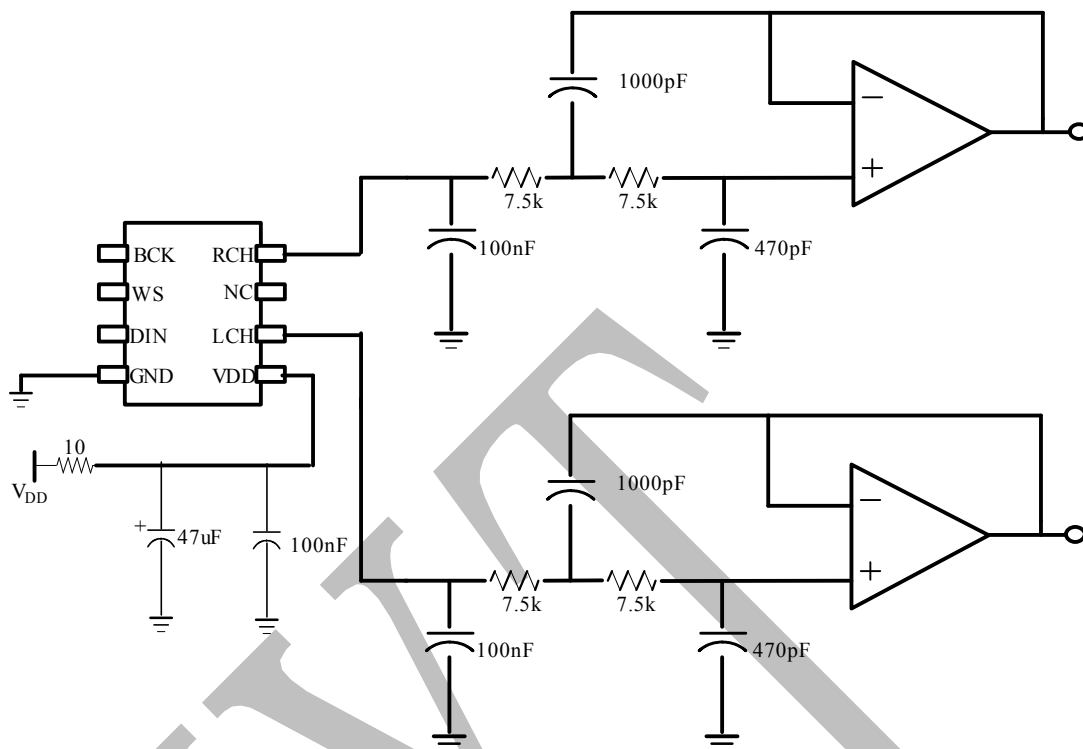 1000pF
−
+
7.5k
7.5k
100nF
470pF
BCK
RCH
WS
NC
DIN
LCH
GND
VDD
10
VDD
+
47uF
100nF
1000pF
−
+
7.5k
7.5k
100nF
470pF